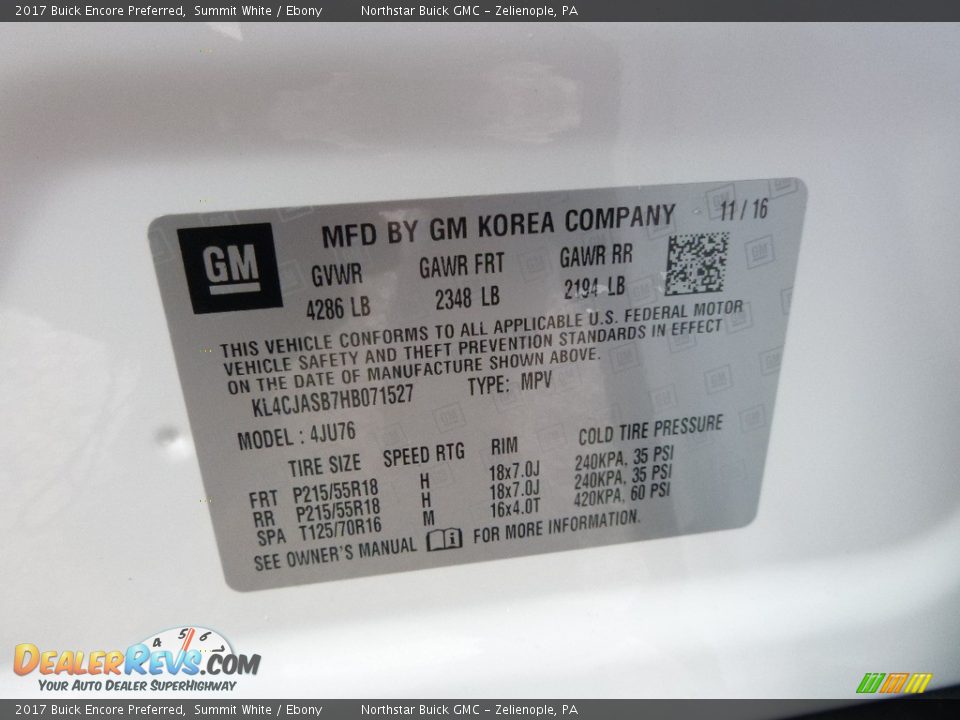 2017 Buick Encore Preferred, Summit White / Ebony Northstar Buick GMC - Zelienople, PA
GM
MFD BY GM KOREA COMPANY 11 / 16
GVWR GAWR FRT GAWR RR
4286 LB 2348 LB 2194 LB
THIS VEHICLE CONFORMS TO ALL APPLICABLE U.S. FEDERAL MOTOR
VEHICLE SAFETY AND THEFT PREVENTION STANDARDS IN EFFECT
ON THE DATE OF MANUFACTURE SHOWN ABOVE.
KL4CJASB7HB071527 TYPE: MPV
MODEL : 4JU76
TIRE SIZE SPEED RTG RIM COLD TIRE PRESSURE
FRT P215/55R18 H 18x7.0J 240KPA, 35 PSI
RR P215/55R18 H 18x7.0J 240KPA, 35 PSI
SPA T125/70R16 M 16x4.0T 420KPA, 60 PSI
SEE OWNER'S MANUAL i FOR MORE INFORMATION.
4 5 6
DEALERREVS.COM
YOUR AUTO DEALER SUPERHIGHWAY
2017 Buick Encore Preferred, Summit White / Ebony Northstar Buick GMC - Zelienople, PA